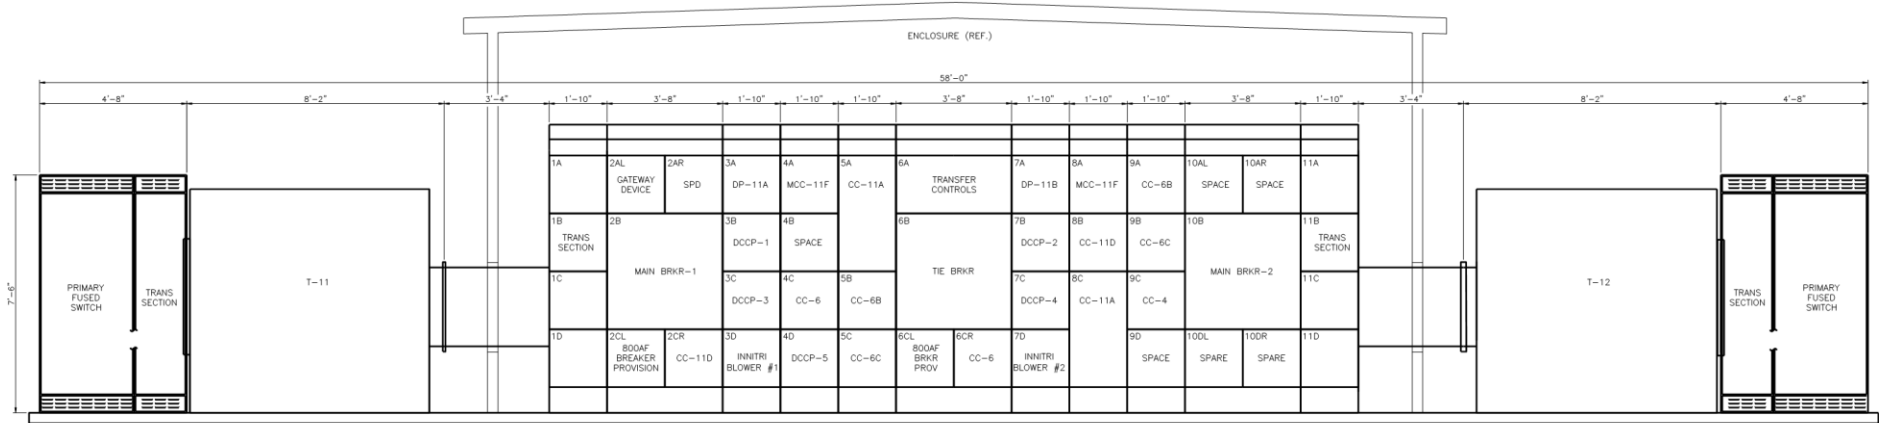 ENCLOSURE (REF.)
58'-0"
4'-8"
8'-2"
3'-4"
1'-10"
3'-8"
1'-10"
1'-10"
1'-10"
3'-8"
1'-10"
1'-10"
1'-10"
3'-8"
1'-10"
3'-4"
8'-2"
4'-8"
7'-6"
PRIMARY
FUSED
SWITCH
TRANS
SECTION
T-11
1A
1B
TRANS
SECTION
1C
1D
2AL
GATEWAY
DEVICE
2AR
SPD
2B
MAIN BRKR-1
2CL
800AF
BREAKER
PROVISION
2CR
CC-11D
3A
DP-11A
3B
DCCP-1
3C
DCCP-3
3D
INNITRI
BLOWER #1
4A
MCC-11F
4B
SPACE
4C
CC-6
4D
DCCP-5
5A
CC-11A
5B
CC-6B
5C
CC-6C
6A
TRANSFER
CONTROLS
6B
TIE BRKR
6CL
800AF
BRKR
PROV
6CR
CC-6
7A
DP-11B
7B
DCCP-2
7C
DCCP-4
7D
INNITRI
BLOWER #2
8A
MCC-11F
8B
CC-11D
8C
CC-11A
9A
CC-6B
9B
CC-6C
9C
CC-4
9D
SPACE
10AL
SPACE
10AR
SPACE
10B
MAIN BRKR-2
10DL
SPARE
10DR
SPARE
11A
11B
TRANS
SECTION
11C
11D
T-12
TRANS
SECTION
PRIMARY
FUSED
SWITCH